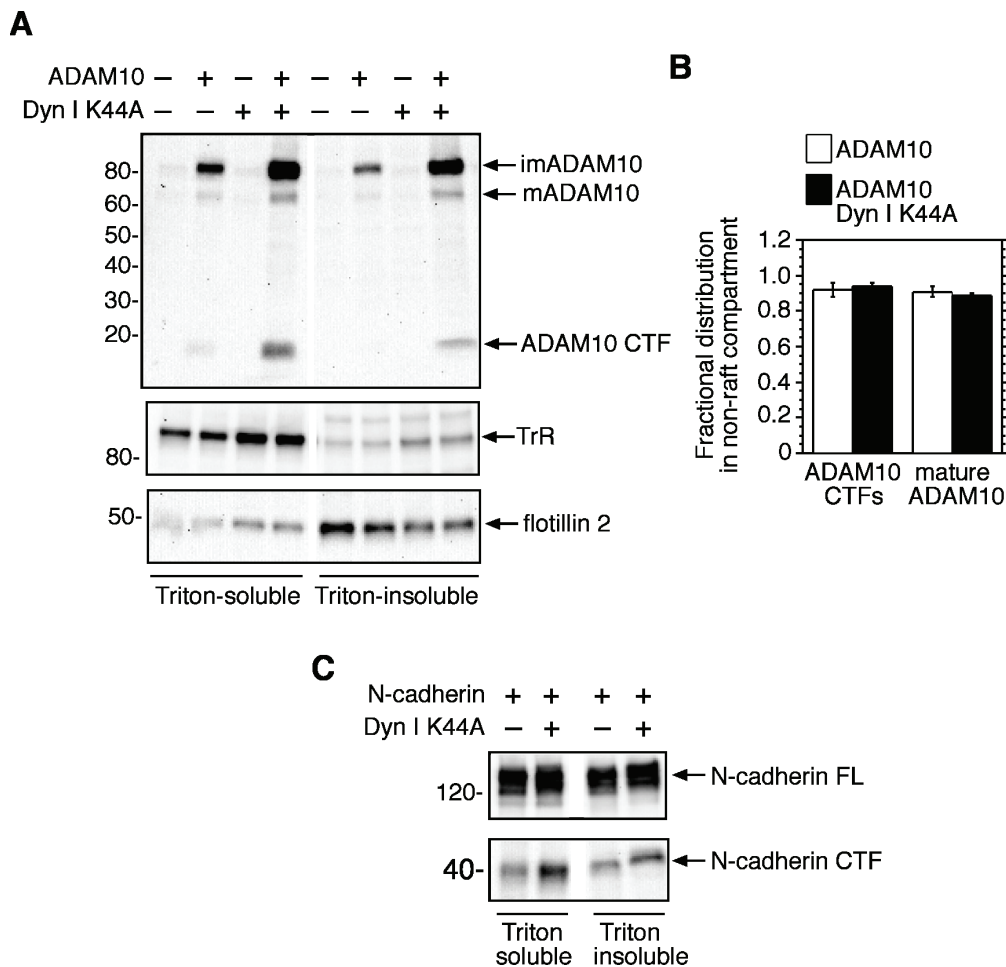 A
ADAM10 – + – + – + – +
Dyn I K44A – – + + – – + +
80-
60-
50-
40-
30-
20-
imADAM10
mADAM10
ADAM10 CTF
80-
TrR
50-
flotillin 2
Triton-soluble Triton-insoluble
B
ADAM10
ADAM10
Dyn I K44A
Fractional distribution
in non-raft compartment
1.2
1.0
0.8
0.6
0.4
0.2
0
ADAM10
CTFs
mature
ADAM10
C
N-cadherin + + + +
Dyn I K44A – + – +
120-
N-cadherin FL
40-
N-cadherin CTF
Triton
soluble
Triton
insoluble